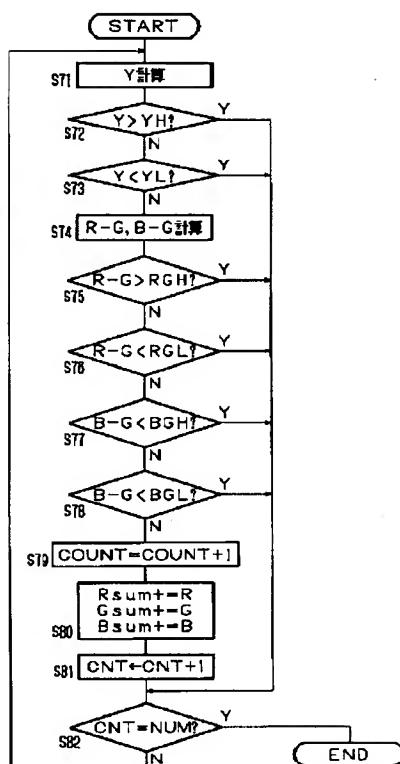 START
S71 Y計算
S72 Y>YH? Y
N
S73 Y<YL? Y
N
S74 R-G, B-G計算
S75 R-G>RGH? Y
N
S76 R-G<RGL? Y
N
S77 B-G<BGH? Y
N
S78 B-G<BGL? Y
N
S79 COUNT=COUNT+1
Rsum+=R
Gsum+=G
S80 Bsum+=B
S81 CNT←CNT+1
S82 CNT=NUM? Y
N
END